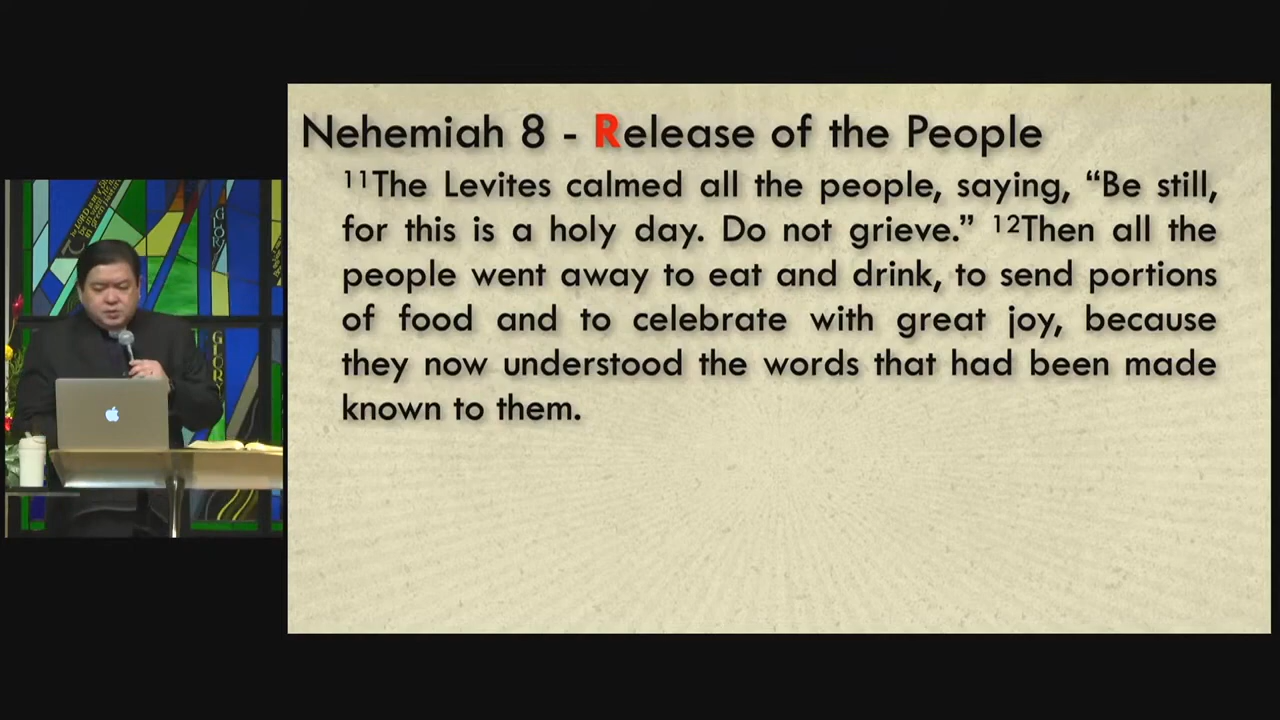 Nehemiah 8 - Release of the People
¹¹The Levites calmed all the people, saying, “Be still,
for this is a holy day. Do not grieve.” ¹²Then all the
people went away to eat and drink, to send portions
of food and to celebrate with great joy, because
they now understood the words that had been made
known to them.
GLORY
GLORY